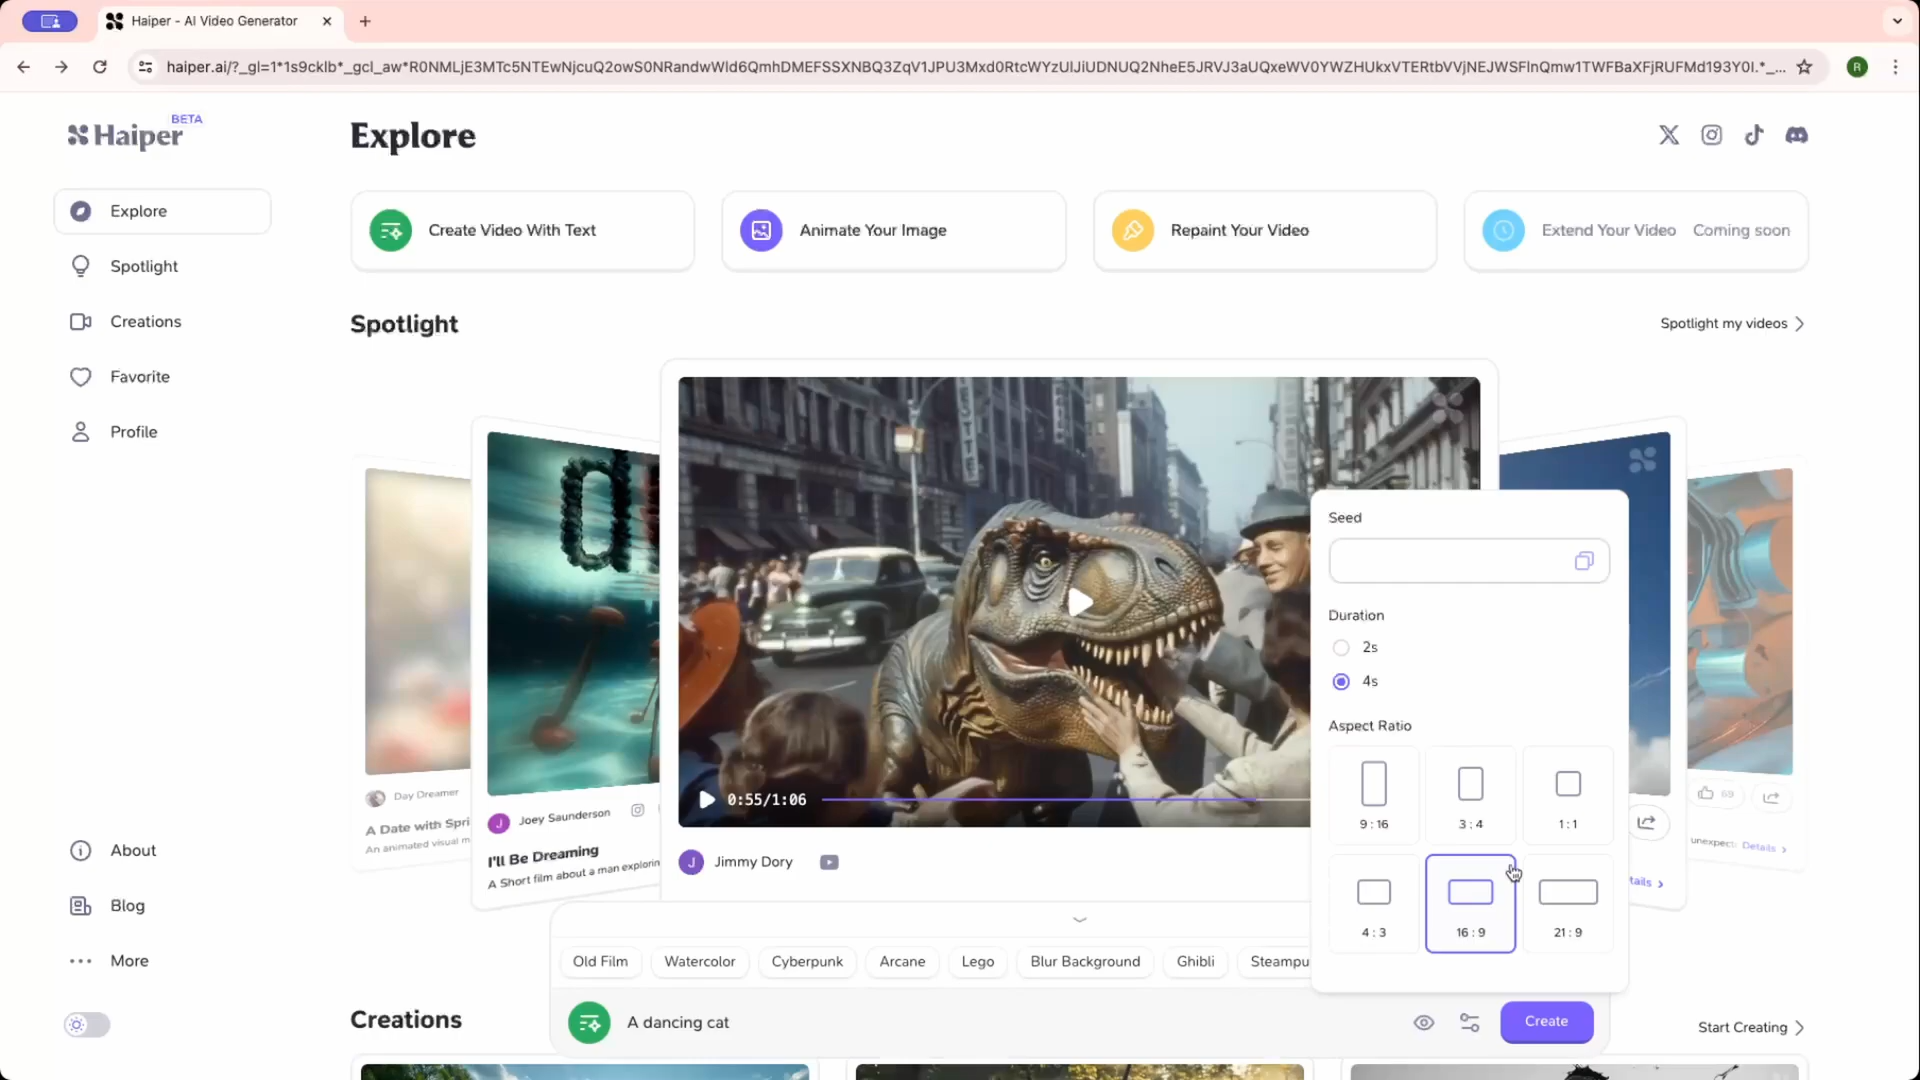 Haiper - AI Video Generator
haiper.ai/?_gl=1*1s9cklb*_gcl_aw*R0NMLjE3MTc5NTEwNjcuQ2owS0NRandwWld6QmhDMEFSSXNBQ3ZqV1JPU3Mxd0RtcWYzUlJiUDNUQ2NheE5JRVJ3aUQxeWV0YWZHUkxVTERtbVVjNEJWSFlnQmw1TWFBaXFjRUFMd193Y0I.*_...
R
Haiper
BETA
Explore
Spotlight
Creations
Favorite
Profile
About
Blog
More
Explore
Create Video With Text
Animate Your Image
Repaint Your Video
Extend Your Video Coming soon
Spotlight
Spotlight my videos
0:55/1:06
J Jimmy Dory
Day Dreamer
A Date with Spri
An animated visual m
J Joey Saunderson
I'll Be Dreaming
A Short film about a man explorin
69
unexpect: Details
tails
Seed
Duration
2s
4s
Aspect Ratio
9 : 16
3 : 4
1 : 1
4 : 3
16 : 9
21 : 9
Old Film
Watercolor
Cyberpunk
Arcane
Lego
Blur Background
Ghibli
Steampu
A dancing cat
Create
Creations
Start Creating